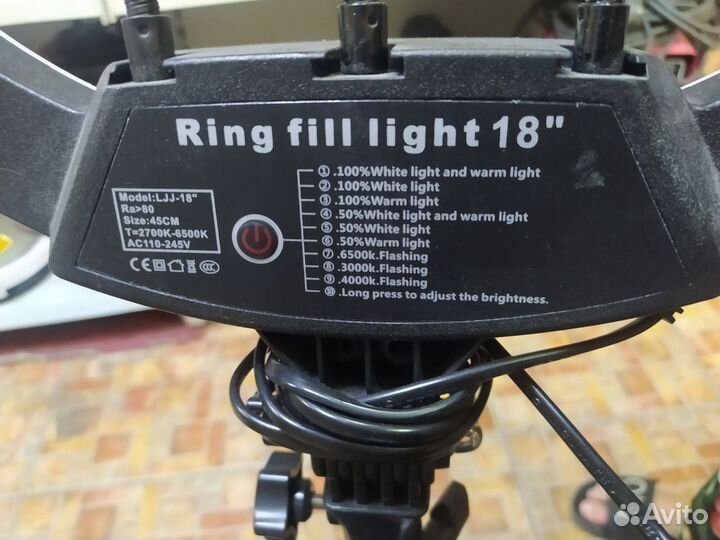 Ring fill light 18"
① .100%White light and warm light
② .100%White light
③ .100%Warm light
④ .50%White light and warm light
⑤ .50%White light
⑥ .50%Warm light
⑦ .6500k.Flashing
⑧ .3000k.Flashing
⑨ .4000k.Flashing
⑩ .Long press to adjust the brightness.
Model:LJJ-18"
Ra>80
Size:45CM
T=2700K-6500K
AC110-245V
CE
CCC
Avito